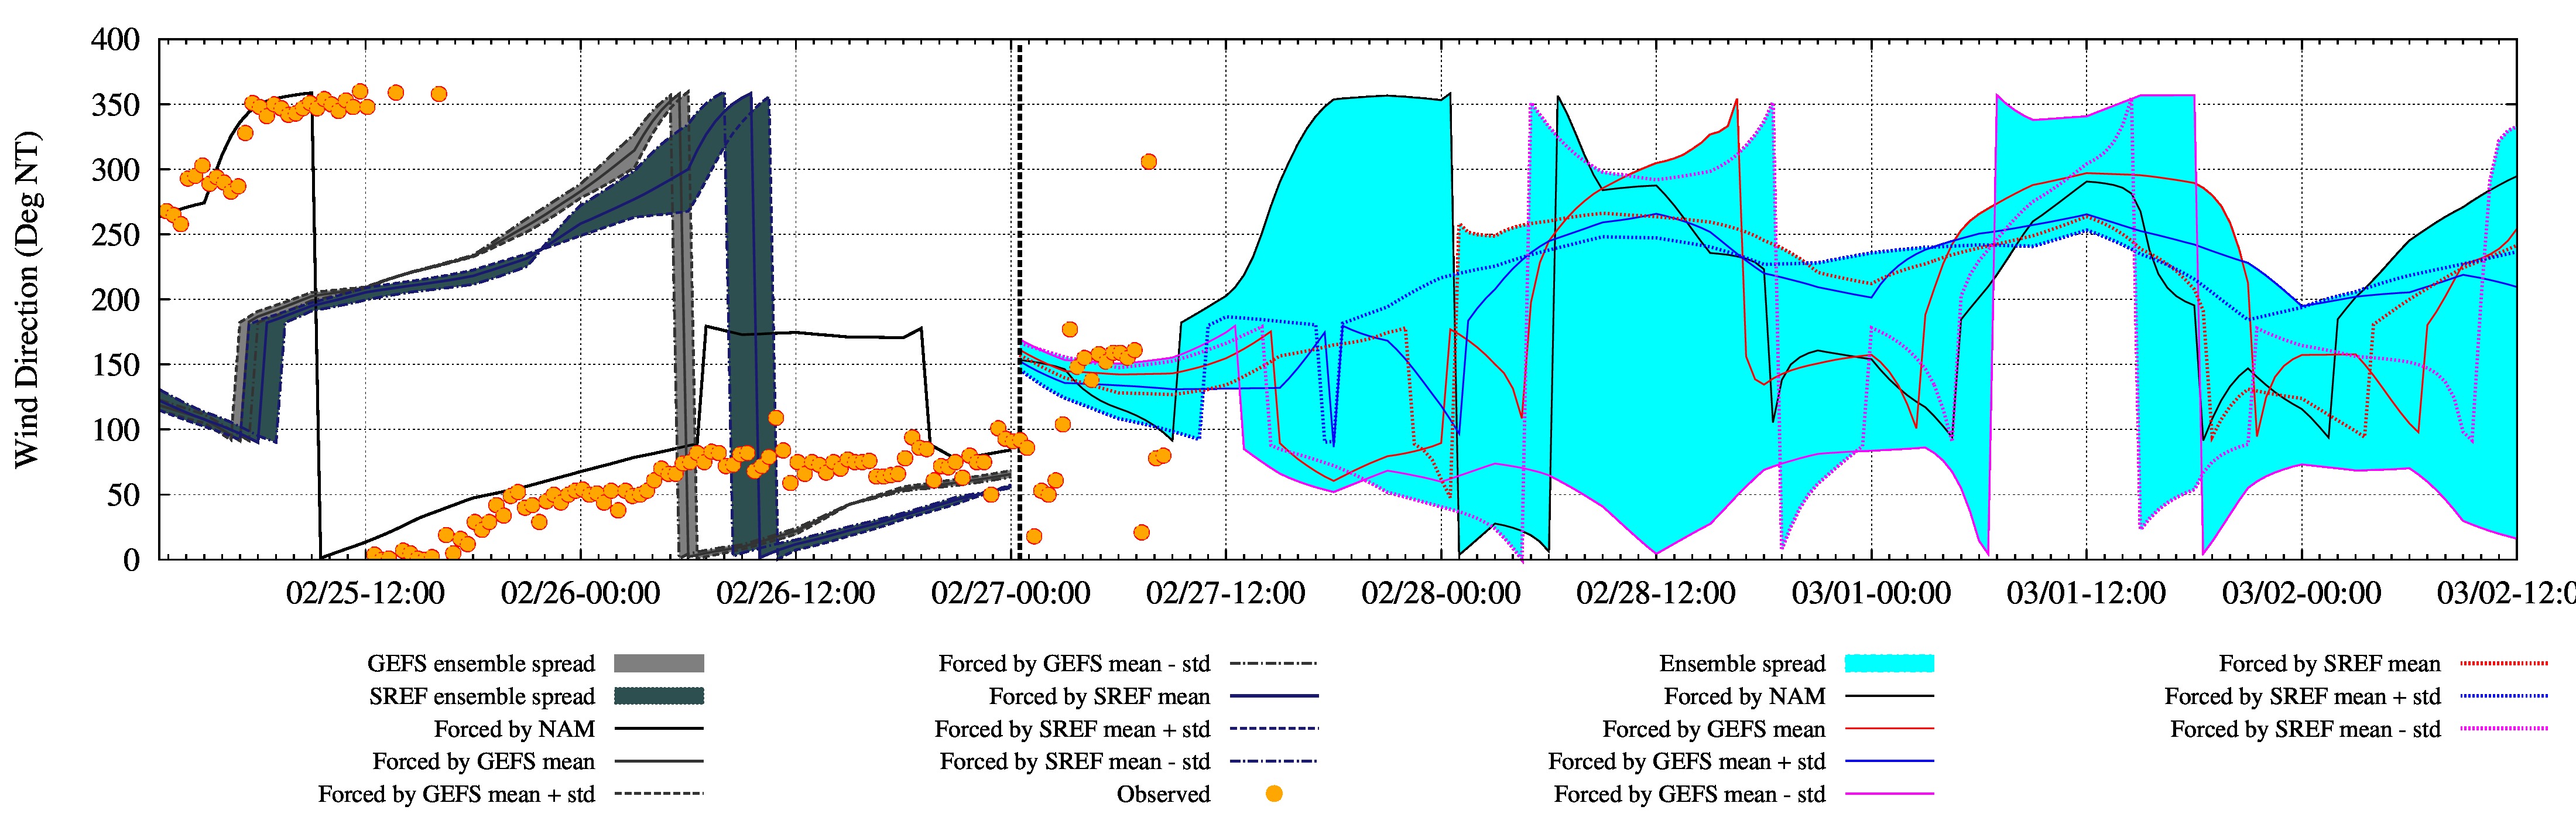 Wind Direction (Deg NT)
400
350
300
250
200
150
100
50
0
02/25-12:00 02/26-00:00 02/26-12:00 02/27-00:00 02/27-12:00 02/28-00:00 02/28-12:00 03/01-00:00 03/01-12:00 03/02-00:00 03/02-12:0
GEFS ensemble spread
SREF ensemble spread
Forced by NAM
Forced by GEFS mean
Forced by GEFS mean + std
Forced by GEFS mean - std
Forced by SREF mean
Forced by SREF mean + std
Forced by SREF mean - std
Observed
Ensemble spread
Forced by NAM
Forced by GEFS mean
Forced by GEFS mean + std
Forced by GEFS mean - std
Forced by SREF mean
Forced by SREF mean + std
Forced by SREF mean - std